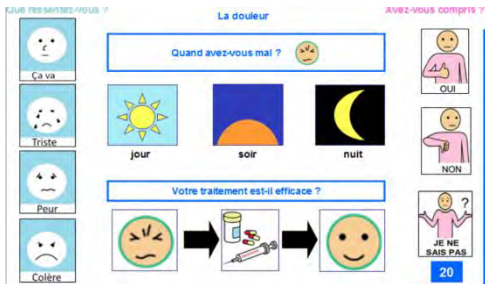 Que ressentez-vous ?
La douleur
Avez-vous compris ?
Quand avez-vous mal ?
Ça va
OUI
jour
soir
nuit
Triste
NON
Votre traitement est-il efficace ?
Peur
?
JE NE
SAIS PAS
Colère
20